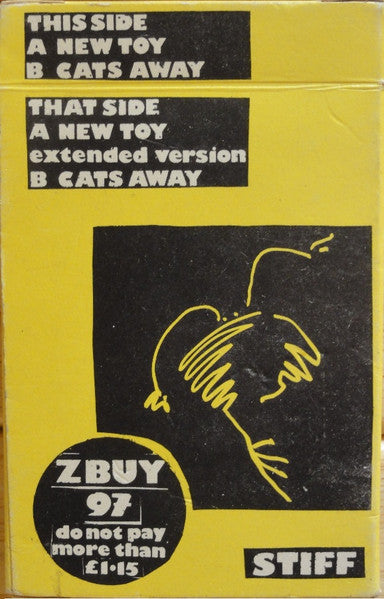 THIS SIDE
A NEW TOY
B CATS AWAY
THAT SIDE
A NEW TOY
extended version
B CATS AWAY
ZBUY
97
do not pay
more than
£1·15
STIFF